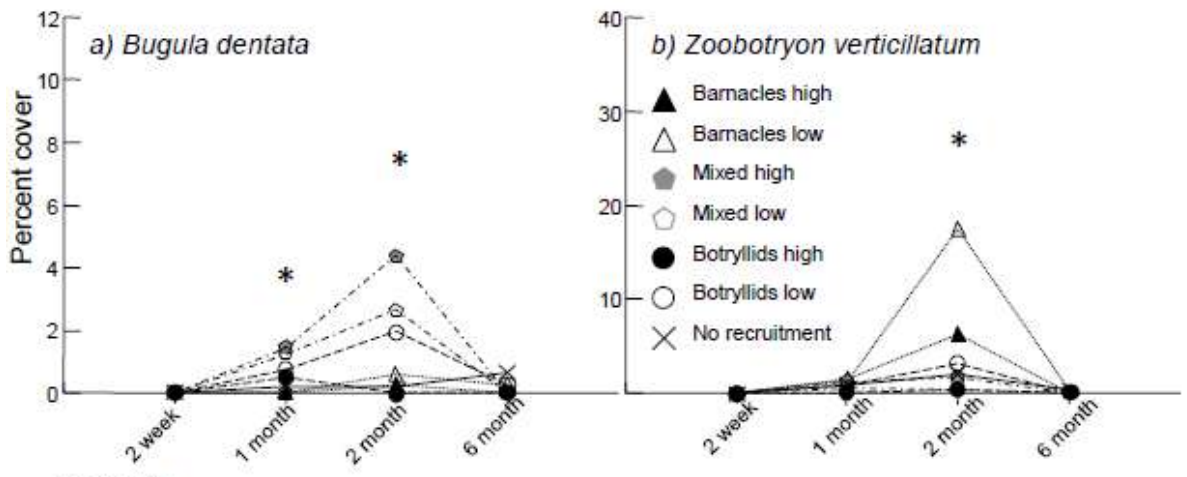 a) Bugula dentata
12
10
8
6
4
2
0
Percent cover
*
*
2 week
1 month
2 month
6 month
b) Zoobotryon verticillatum
40
30
20
10
Barnacles high
Barnacles low
Mixed high
Mixed low
Botryllids high
Botryllids low
No recruitment
*
2 week
1 month
2 month
6 month